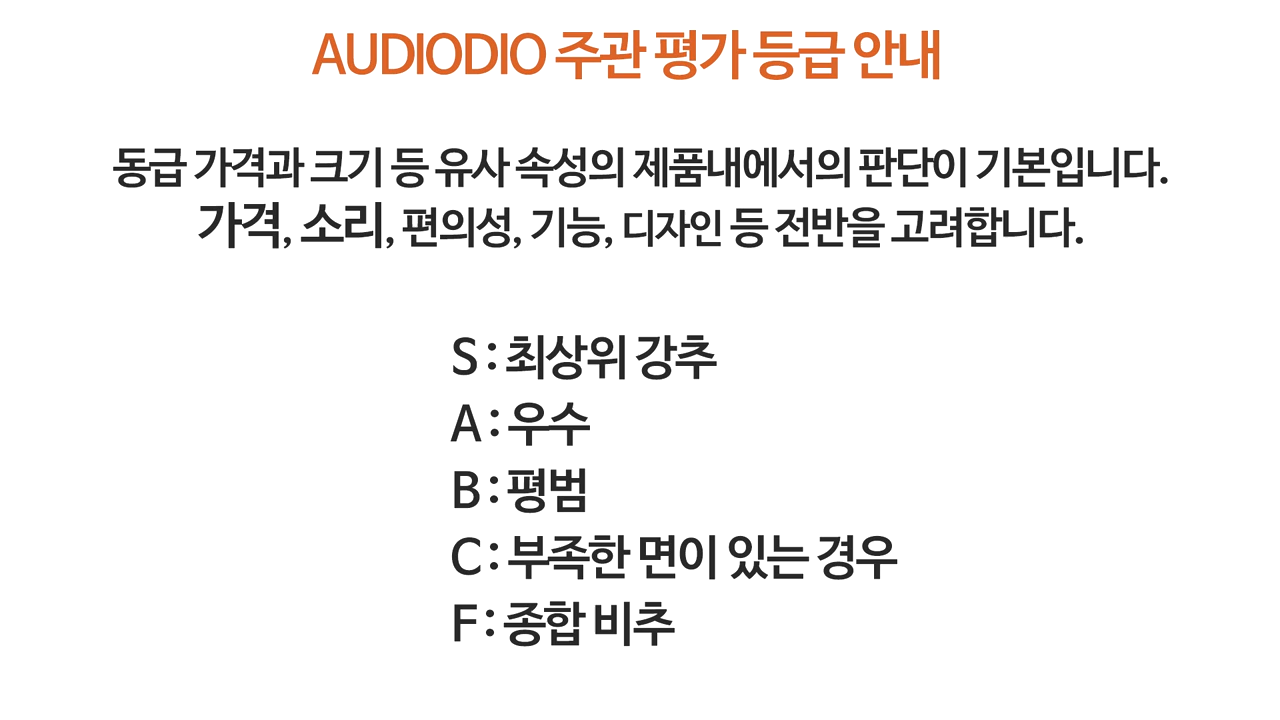 AUDIODIO 주관 평가 등급 안내
동급 가격과 크기 등 유사 속성의 제품내에서의 판단이 기본입니다.
가격, 소리, 편의성, 기능, 디자인 등 전반을 고려합니다.
S : 최상위 강추
A : 우수
B : 평범
C : 부족한 면이 있는 경우
F : 종합 비추